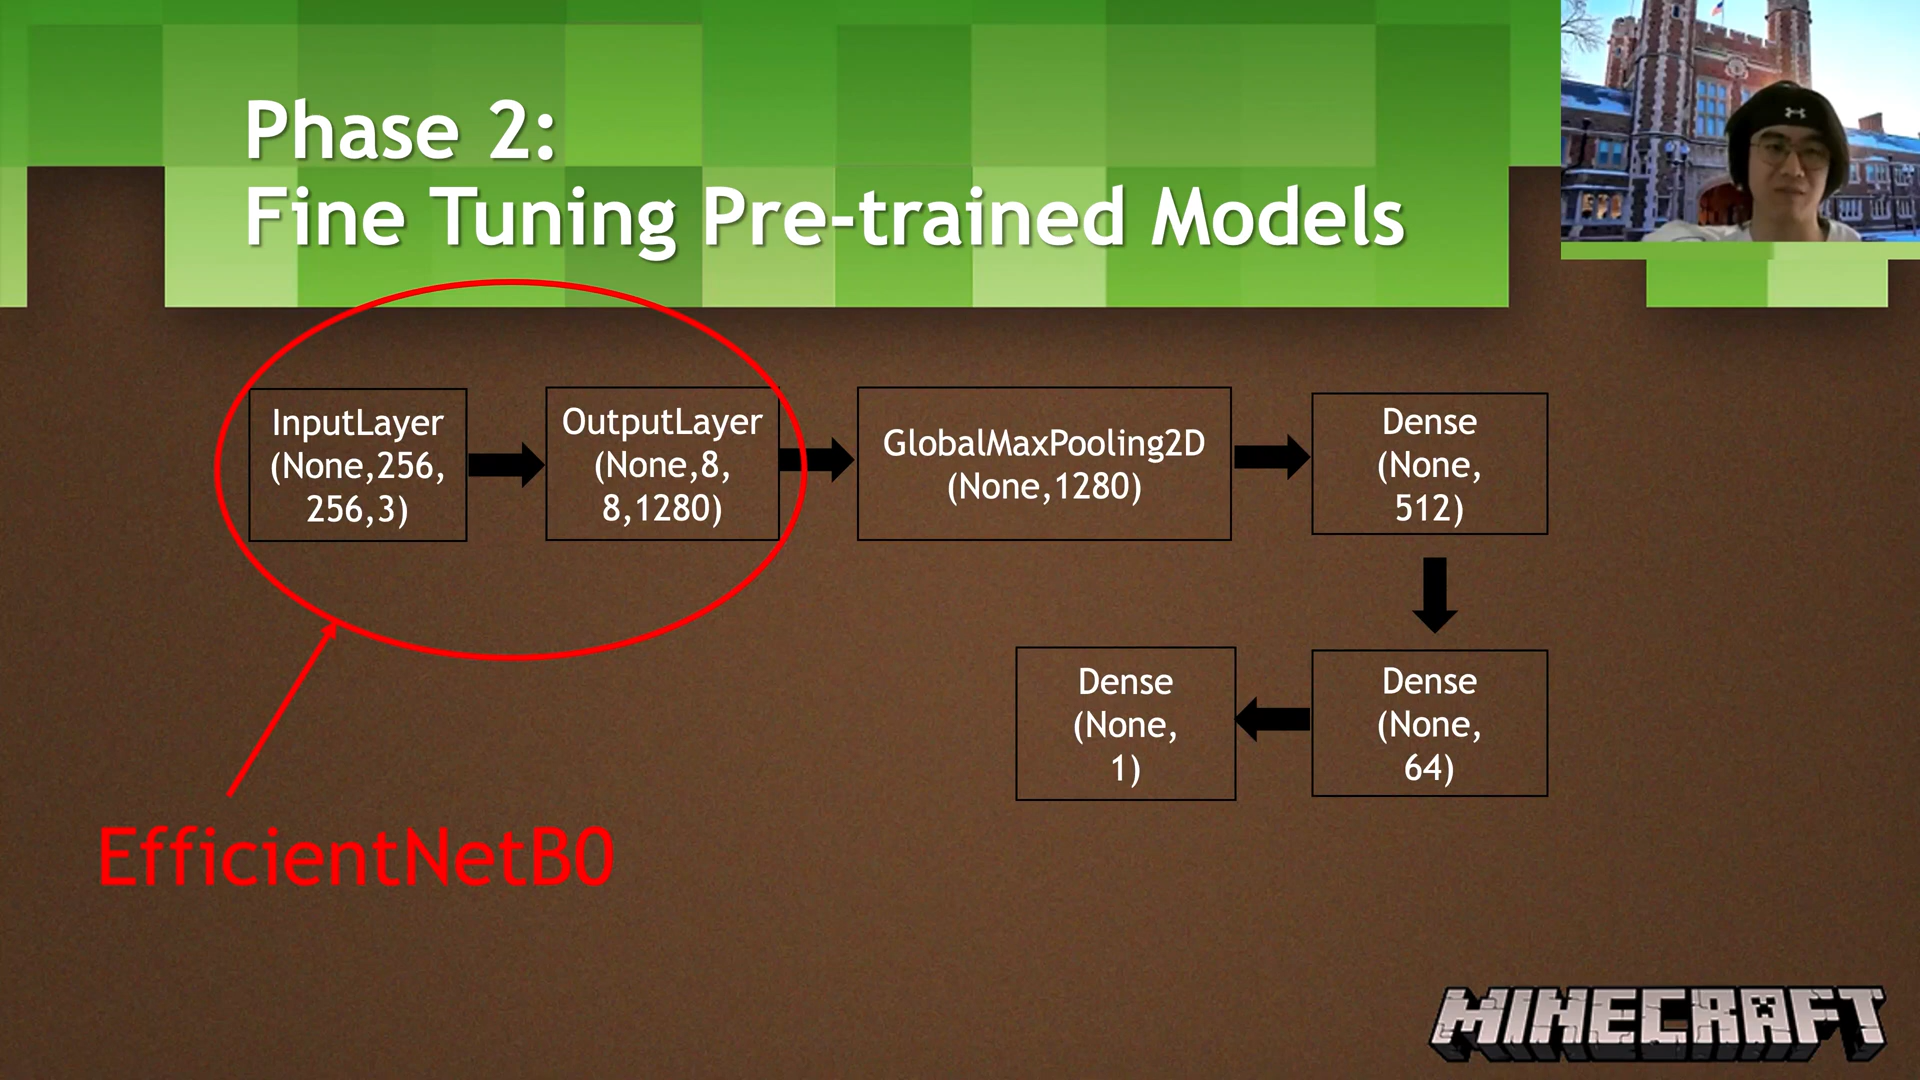 Phase 2:
Fine Tuning Pre-trained Models
InputLayer
(None,256,
256,3)
OutputLayer
(None,8,
8,1280)
GlobalMaxPooling2D
(None,1280)
Dense
(None,
512)
Dense
(None,
64)
Dense
(None,
1)
EfficientNetB0
MINECRAFT